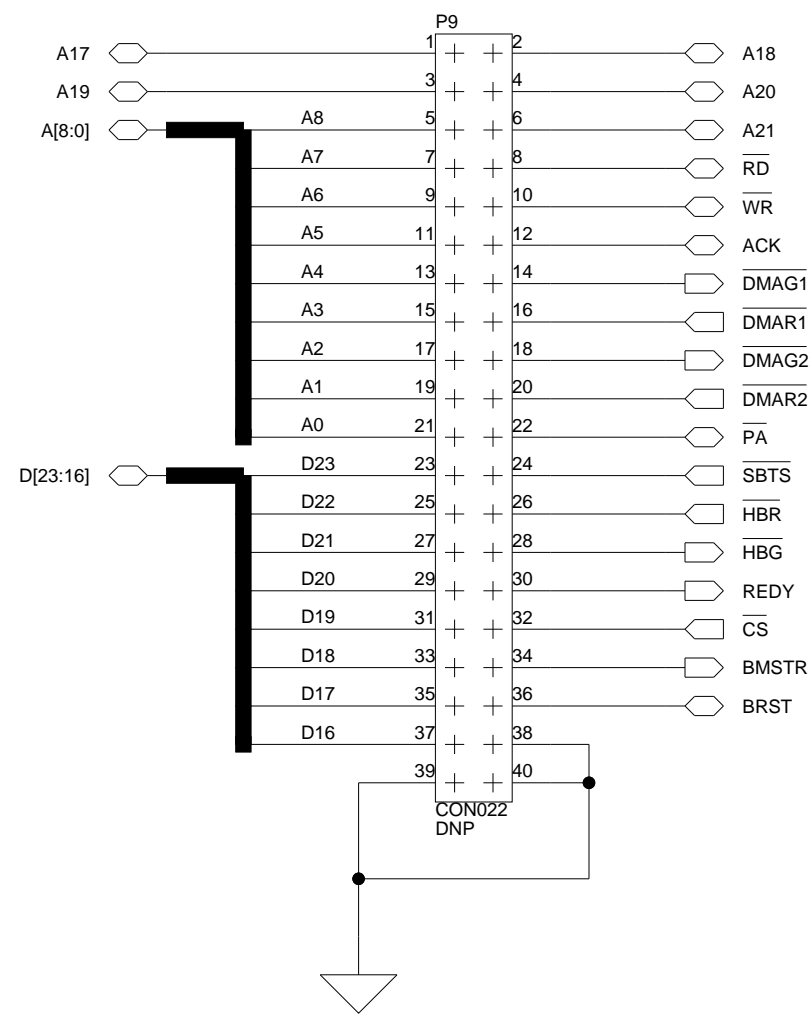 P9
A17 1 2 A18
A19 3 4 A20
A[8:0] A8 5 6 A21
A7 7 8 RD
A6 9 10 WR
A5 11 12 ACK
A4 13 14 DMAG1
A3 15 16 DMAR1
A2 17 18 DMAG2
A1 19 20 DMAR2
A0 21 22 PA
D[23:16] D23 23 24 SBTS
D22 25 26 HBR
D21 27 28 HBG
D20 29 30 REDY
D19 31 32 CS
D18 33 34 BMSTR
D17 35 36 BRST
D16 37 38
39 40
CON022
DNP